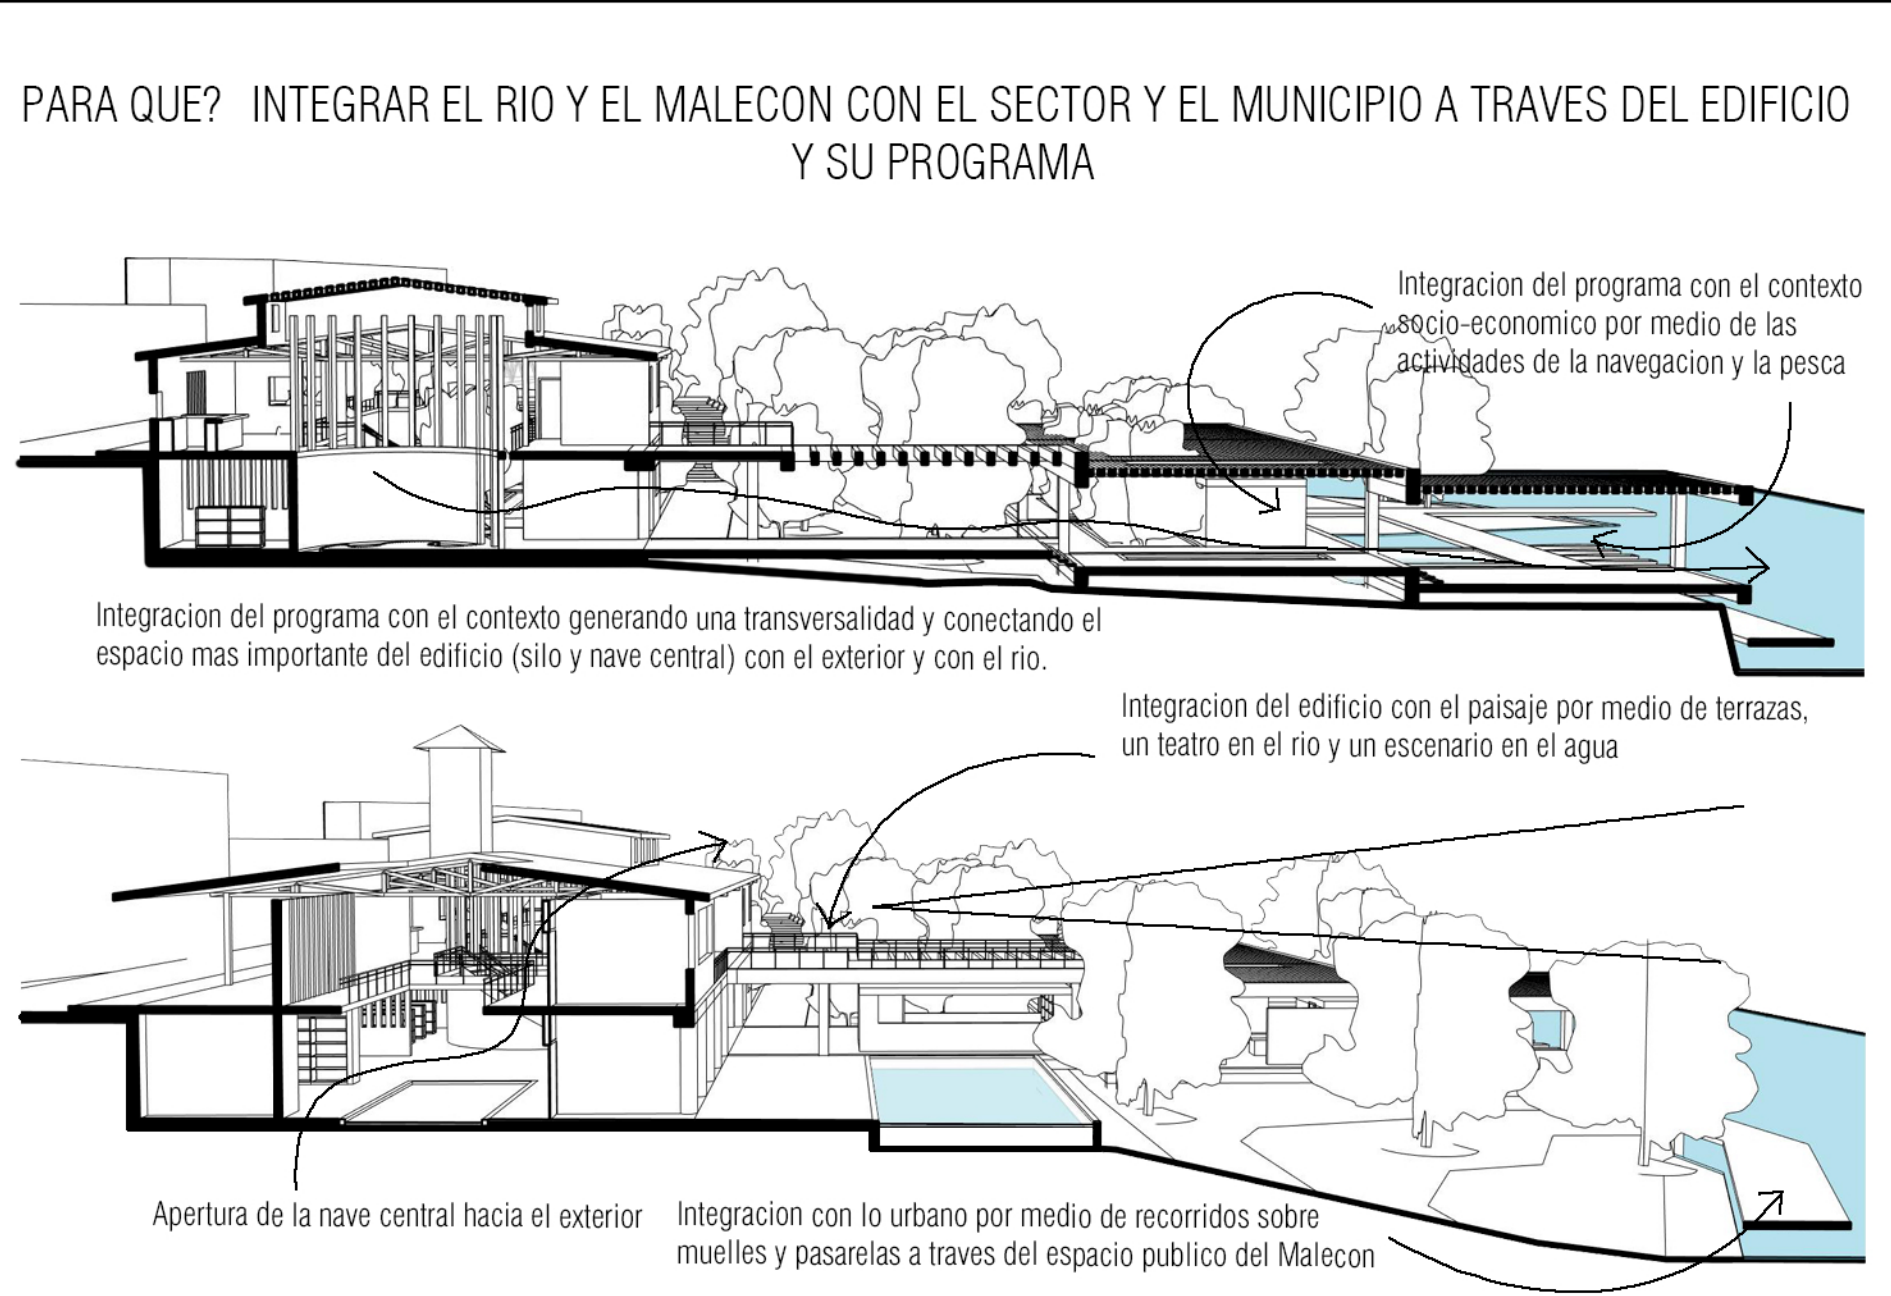 PARA QUE? INTEGRAR EL RIO Y EL MALECON CON EL SECTOR Y EL MUNICIPIO A TRAVES DEL EDIFICIO
Y SU PROGRAMA
Integracion del programa con el contexto
socio-economico por medio de las
actividades de la navegacion y la pesca
Integracion del programa con el contexto generando una transversalidad y conectando el
espacio mas importante del edificio (silo y nave central) con el exterior y con el rio.
Integracion del edificio con el paisaje por medio de terrazas,
un teatro en el rio y un escenario en el agua
Apertura de la nave central hacia el exterior
Integracion con lo urbano por medio de recorridos sobre
muelles y pasarelas a traves del espacio publico del Malecon